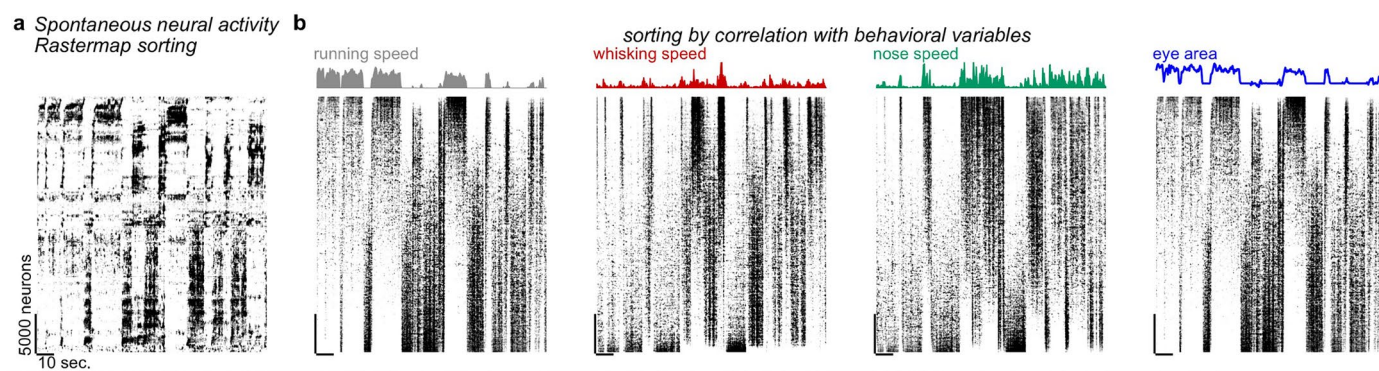 a Spontaneous neural activity
Rastermap sorting
b
sorting by correlation with behavioral variables
running speed
whisking speed
nose speed
eye area
5000 neurons
10 sec.